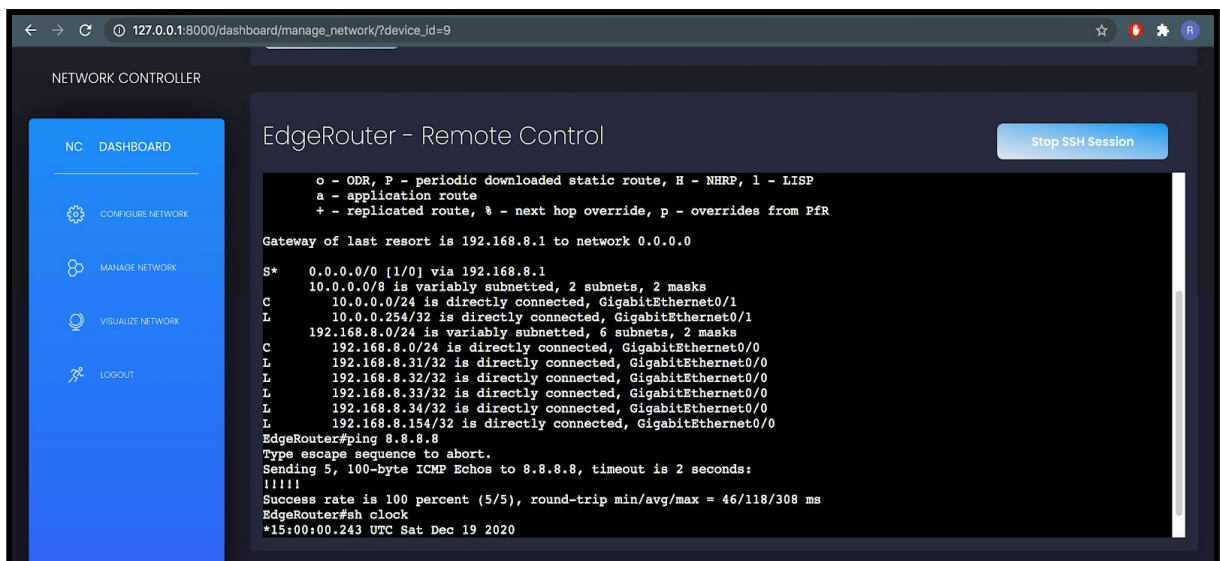 127.0.0.1:8000/dashboard/manage_network/?device_id=9
R
NETWORK CONTROLLER
NC DASHBOARD
CONFIGURE NETWORK
MANAGE NETWORK
VISUALIZE NETWORK
LOGOUT
EdgeRouter - Remote Control
Stop SSH Session
o - ODR, P - periodic downloaded static route, H - NHRP, l - LISP
a - application route
+ - replicated route, % - next hop override, p - overrides from PfR
Gateway of last resort is 192.168.8.1 to network 0.0.0.0
S* 0.0.0.0/0 [1/0] via 192.168.8.1
10.0.0.0/8 is variably subnetted, 2 subnets, 2 masks
C 10.0.0.0/24 is directly connected, GigabitEthernet0/1
L 10.0.0.254/32 is directly connected, GigabitEthernet0/1
192.168.8.0/24 is variably subnetted, 6 subnets, 2 masks
C 192.168.8.0/24 is directly connected, GigabitEthernet0/0
L 192.168.8.31/32 is directly connected, GigabitEthernet0/0
L 192.168.8.32/32 is directly connected, GigabitEthernet0/0
L 192.168.8.33/32 is directly connected, GigabitEthernet0/0
L 192.168.8.34/32 is directly connected, GigabitEthernet0/0
L 192.168.8.154/32 is directly connected, GigabitEthernet0/0
EdgeRouter#ping 8.8.8.8
Type escape sequence to abort.
Sending 5, 100-byte ICMP Echos to 8.8.8.8, timeout is 2 seconds:
!!!!!
Success rate is 100 percent (5/5), round-trip min/avg/max = 46/118/308 ms
EdgeRouter#sh clock
*15:00:00.243 UTC Sat Dec 19 2020